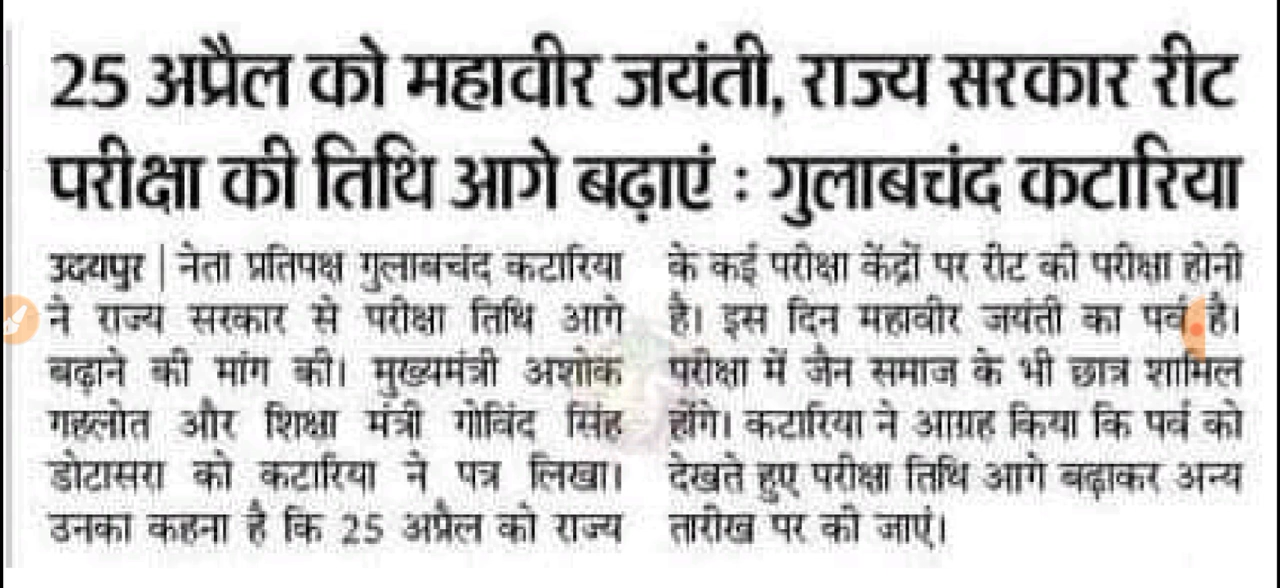 25 अप्रैल को महावीर जयंती, राज्य सरकार रीट
परीक्षा की तिथि आगे बढ़ाएं : गुलाबचंद कटारिया
उदयपुर | नेता प्रतिपक्ष गुलाबचंद कटारिया
ने राज्य सरकार से परीक्षा तिथि आगे
बढ़ाने की मांग की। मुख्यमंत्री अशोक
गहलोत और शिक्षा मंत्री गोविंद सिंह
डोटासरा को कटारिया ने पत्र लिखा।
उनका कहना है कि 25 अप्रैल को राज्य
के कई परीक्षा केंद्रों पर रीट की परीक्षा होनी
है। इस दिन महावीर जयंती का पर्व है।
परीक्षा में जैन समाज के भी छात्र शामिल
होंगे। कटारिया ने आग्रह किया कि पर्व को
देखते हुए परीक्षा तिथि आगे बढ़ाकर अन्य
तारीख पर की जाएं।